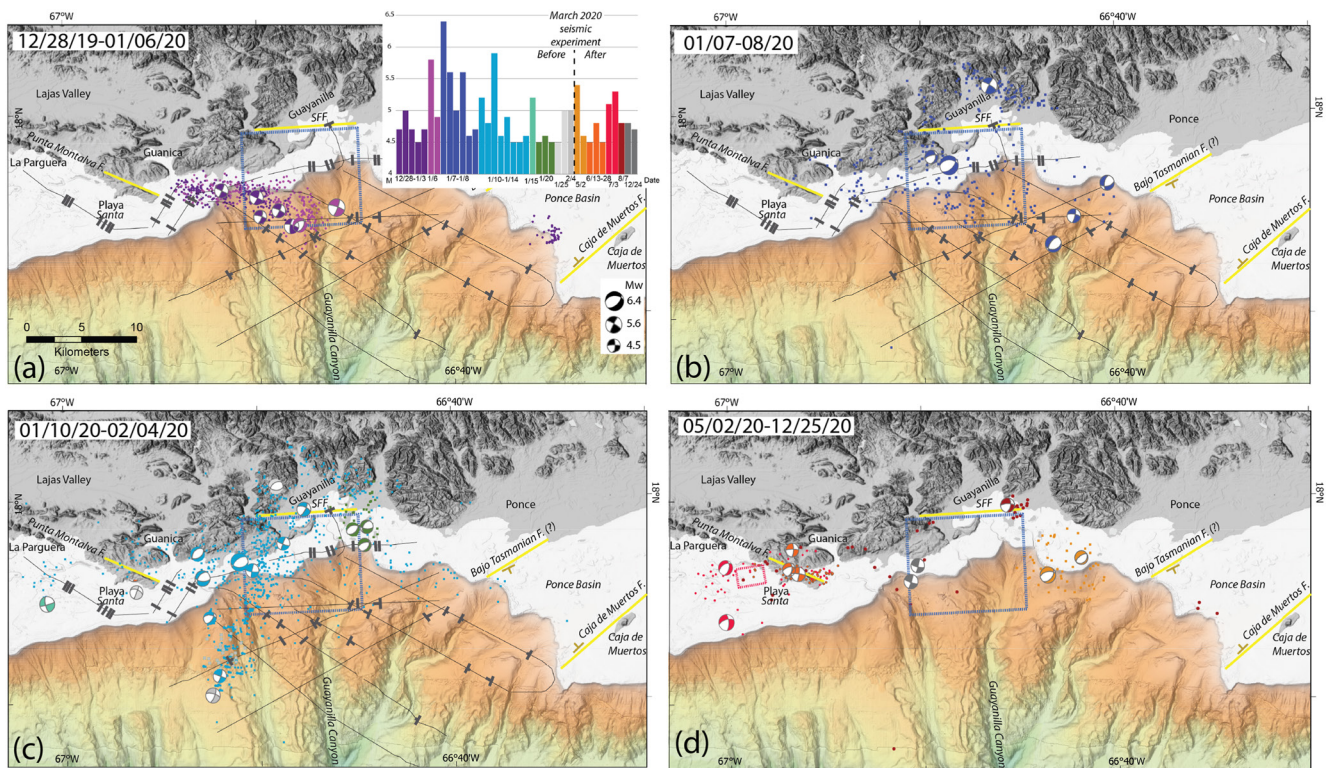 12/28/19-01/06/20
Lajas Valley
Punta Montalva F.
La Parguera
Guanica
Playa
Santa
Guayanilla
SFF
18°N
67°W
66°40'W
67°W
66°40'W
Guayanilla Canyon
Ponce Basin
Caja de Muertos F.
Caja de
Muertos
0 5 10
Kilometers
(a)
March 2020
seismic
experiment
Before After
6.5
6
5.5
5
4.5
4
M
12/28-1/3 1/6 1/7-1/8 1/10-1/14 1/15 1/20 1/25 2/4 5/2 6/13-28 7/3 8/7 12/24 Date
Mw
6.4
5.6
4.5
01/07-08/20
Lajas Valley
Punta Montalva F.
La Parguera
Guanica
Playa
Santa
Guayanilla
SFF
Ponce
Bajo Tasmanian F. (?)
Ponce Basin
Caja de Muertos F.
Caja de
Muertos
Guayanilla Canyon
18°N
67°W
66°40'W
(b)
67°W
66°40'W
01/10/20-02/04/20
Lajas Valley
18°N
Punta Montalva F.
La Parguera
Guanica
Playa
Santa
Guayanilla
SFF
Ponce
Bajo Tasmanian F. (?)
Ponce Basin
Caja de Muertos F.
Caja de
Muertos
Guayanilla Canyon
(c)
67°W
66°40'W
67°W
66°40'W
05/02/20-12/25/20
Lajas Valley
Punta Montalva F.
La Parguera
Guanica
Playa
Santa
Guayanilla
SFF
Ponce
18°N
Bajo Tasmanian F. (?)
Ponce Basin
Caja de Muertos F.
Caja de
Muertos
Guayanilla Canyon
(d)